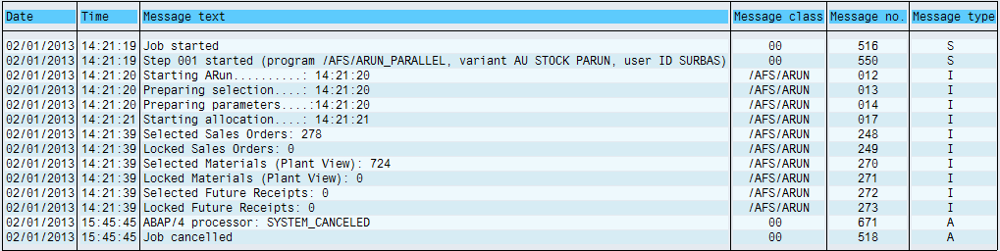 Date Time Message text Message class Message no. Message type
02/01/2013 14:21:19 Job started 00 516 S
02/01/2013 14:21:19 Step 001 started (program /AFS/ARUN_PARALLEL, variant AU STOCK PARUN, user ID SURBAS) 00 550 S
02/01/2013 14:21:20 Starting ARun..........: 14:21:20 /AFS/ARUN 012 I
02/01/2013 14:21:20 Preparing selection....: 14:21:20 /AFS/ARUN 013 I
02/01/2013 14:21:20 Preparing parameters....:14:21:20 /AFS/ARUN 014 I
02/01/2013 14:21:21 Starting allocation....: 14:21:21 /AFS/ARUN 017 I
02/01/2013 14:21:39 Selected Sales Orders: 278 /AFS/ARUN 248 I
02/01/2013 14:21:39 Locked Sales Orders: 0 /AFS/ARUN 249 I
02/01/2013 14:21:39 Selected Materials (Plant View): 724 /AFS/ARUN 270 I
02/01/2013 14:21:39 Locked Materials (Plant View): 0 /AFS/ARUN 271 I
02/01/2013 14:21:39 Selected Future Receipts: 0 /AFS/ARUN 272 I
02/01/2013 14:21:39 Locked Future Receipts: 0 /AFS/ARUN 273 I
02/01/2013 15:45:45 ABAP/4 processor: SYSTEM_CANCELED 00 671 A
02/01/2013 15:45:45 Job cancelled 00 518 A